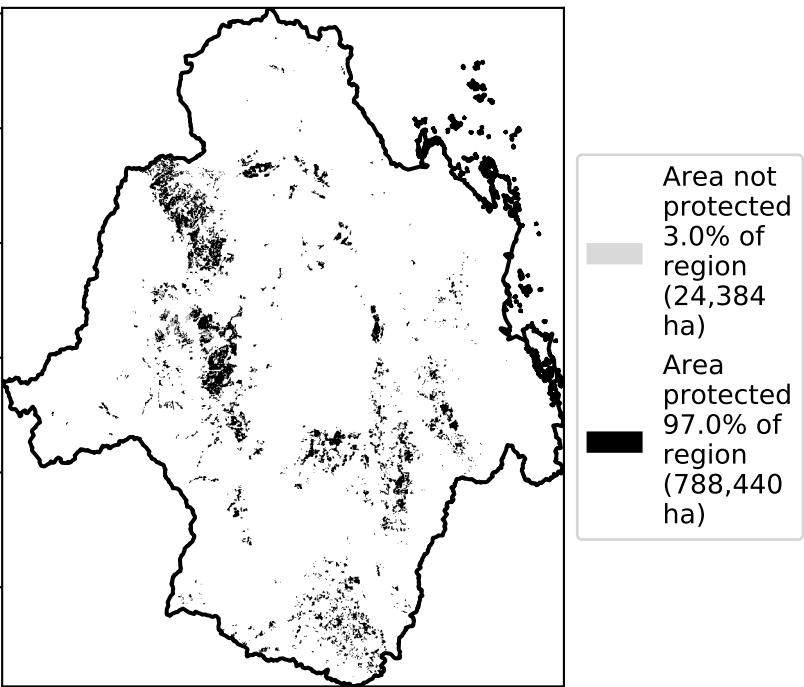 Area not
protected
3.0% of
region
(24,384
ha)
Area
protected
97.0% of
region
(788,440
ha)